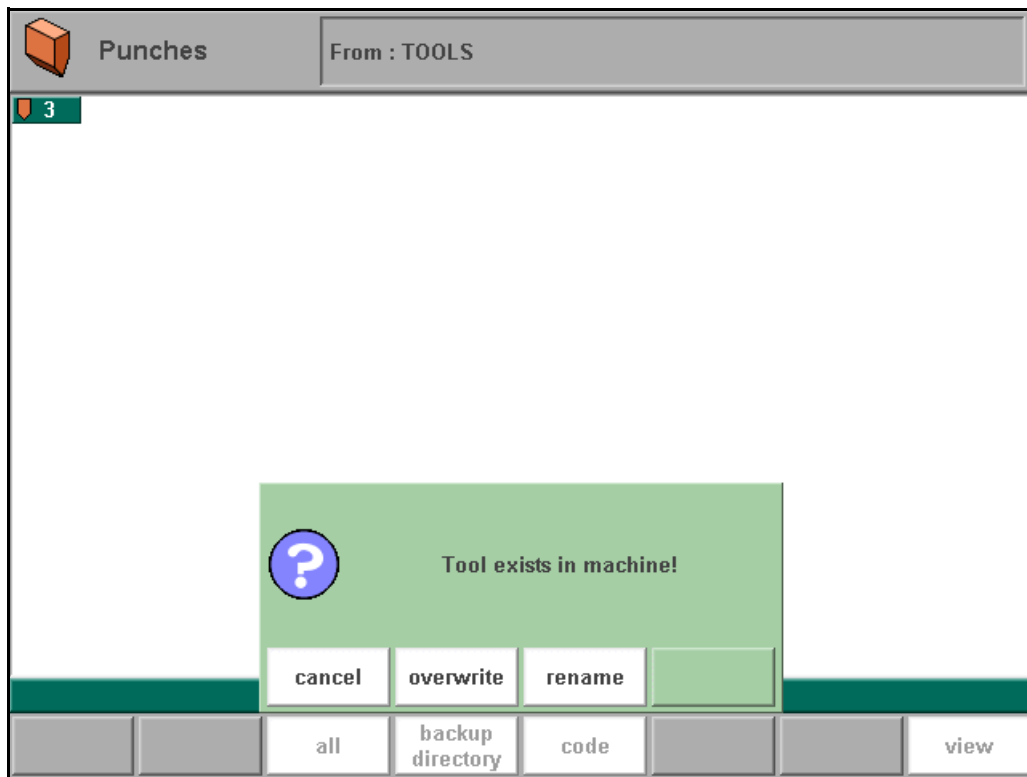 Punches
From : TOOLS
3
?
Tool exists in machine!
cancel overwrite rename
all backup directory code view